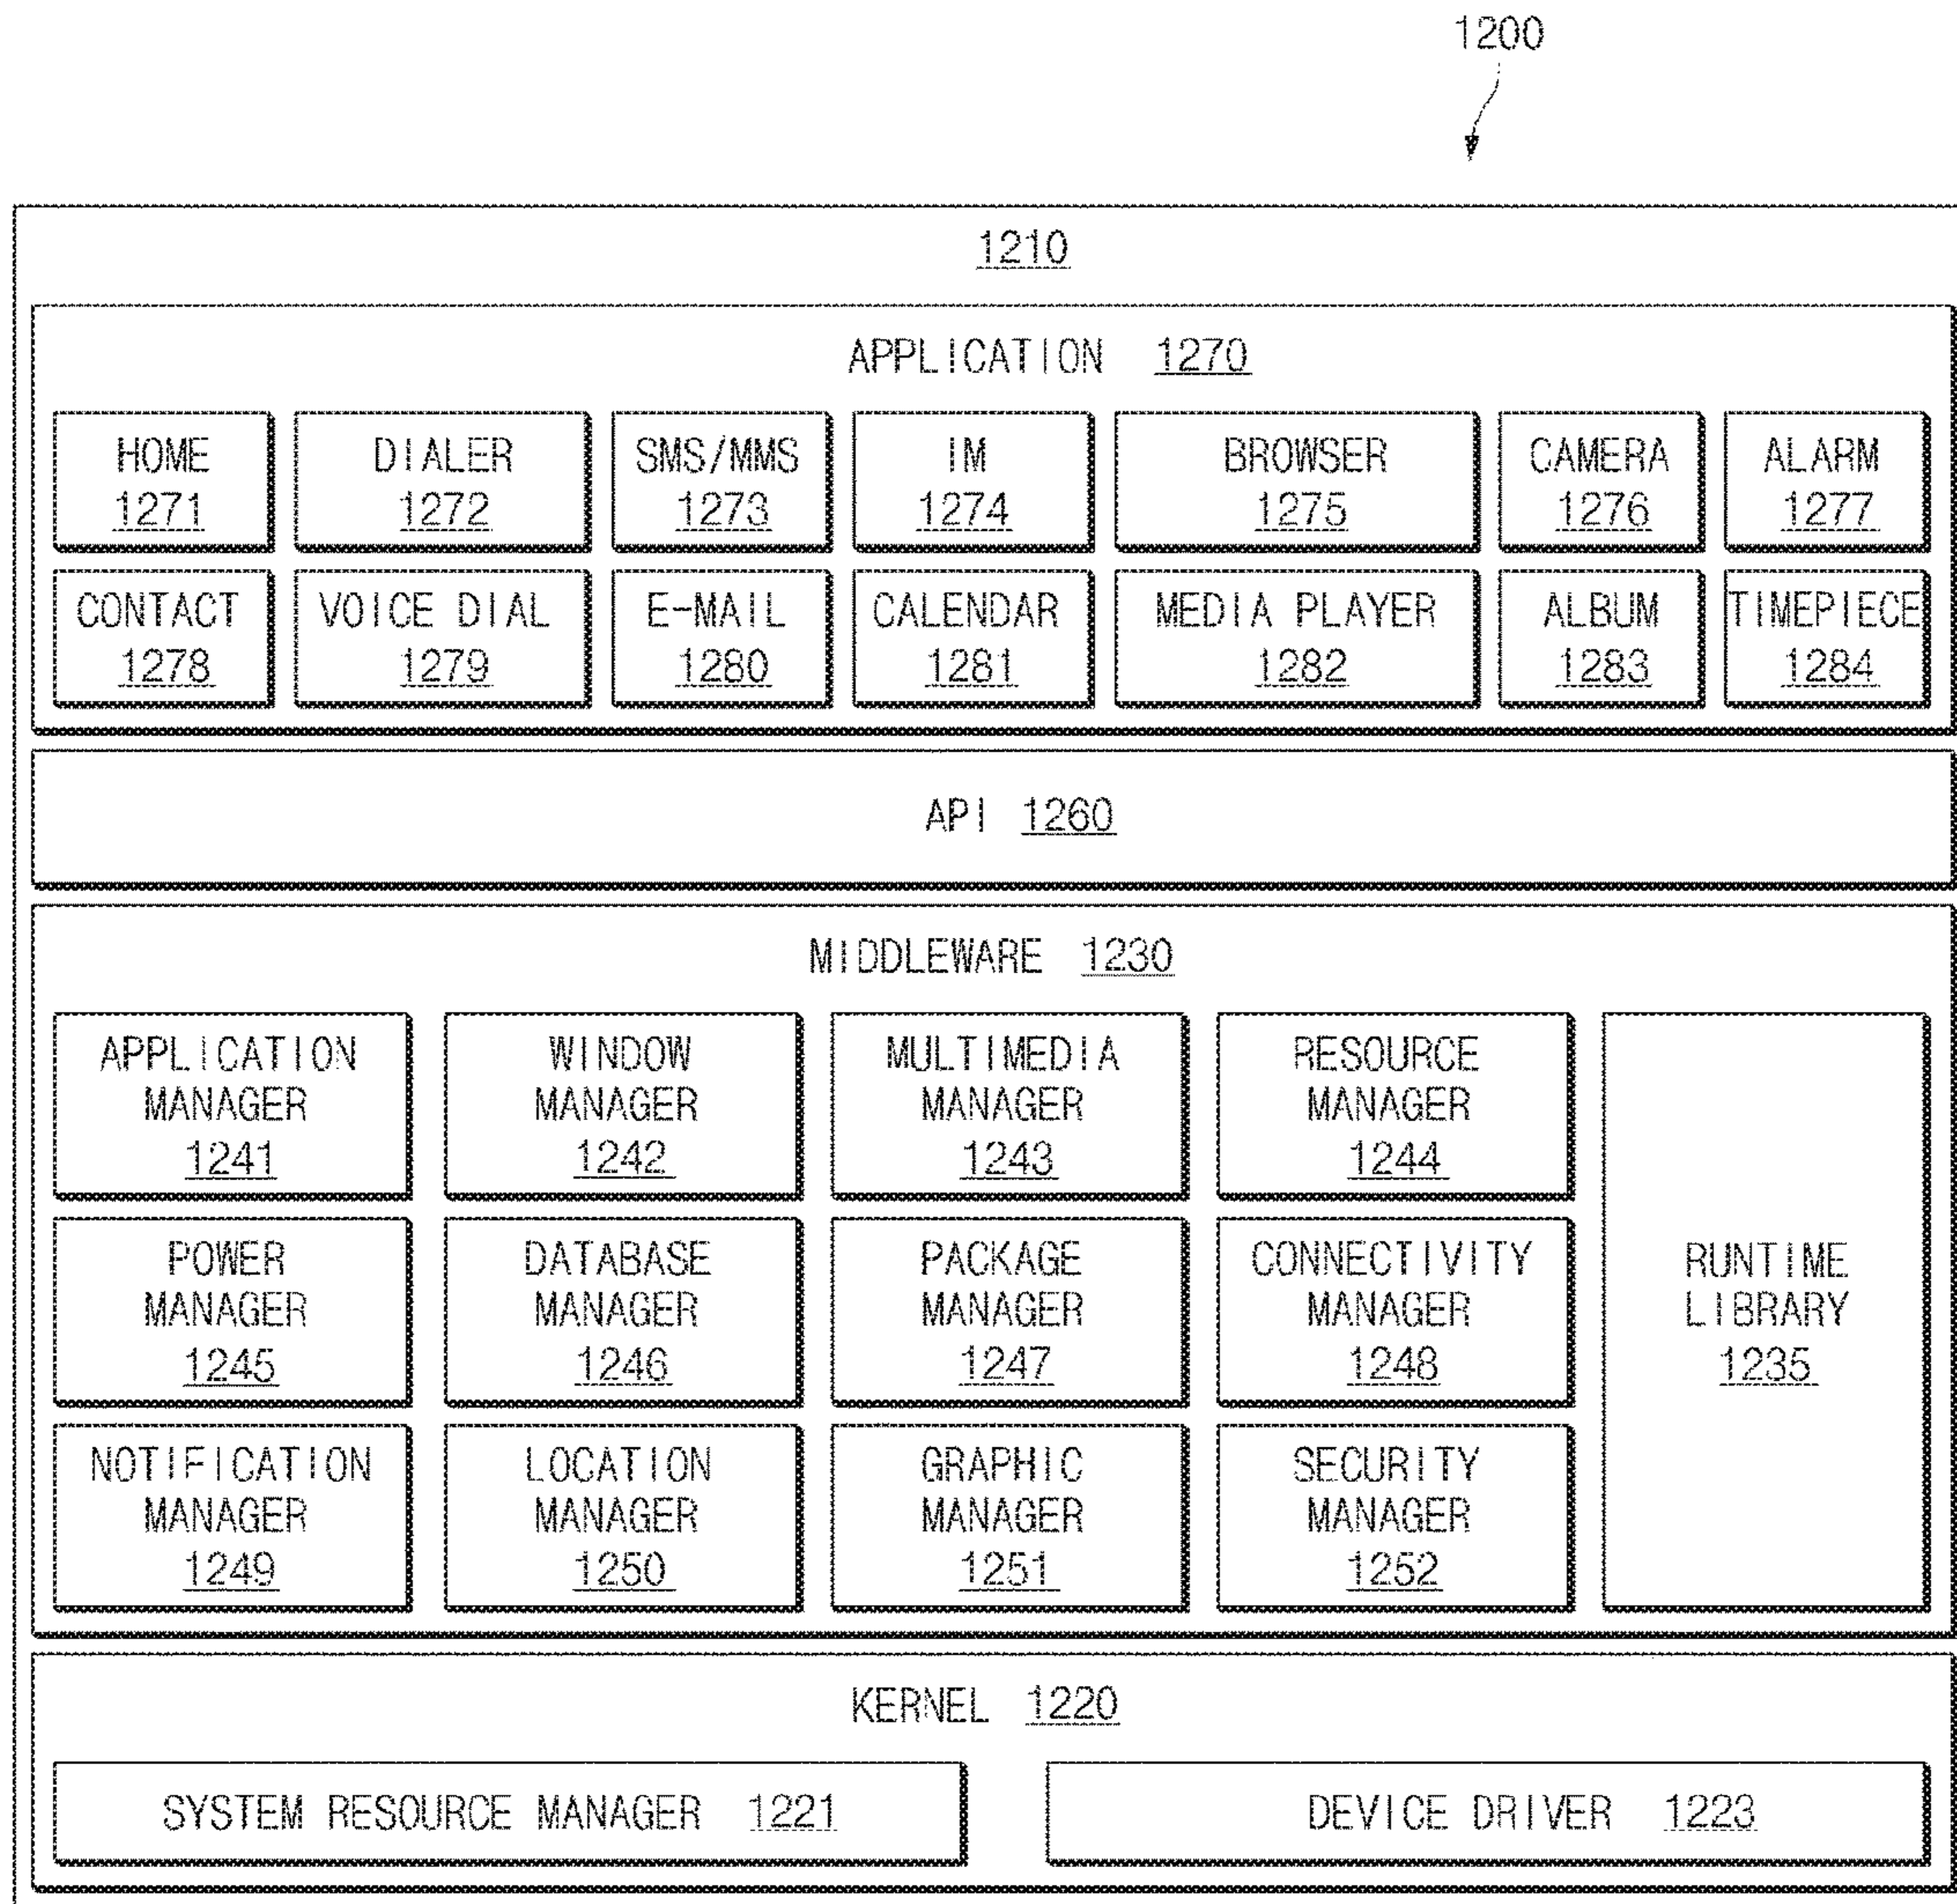 1200
1210
APPLICATION 1270
HOME
1271
DIALER
1272
SMS/MMS
1273
IM
1274
BROWSER
1275
CAMERA
1276
ALARM
1277
CONTACT
1278
VOICE DIAL
1279
E-MAIL
1280
CALENDAR
1281
MEDIA PLAYER
1282
ALBUM
1283
TIMEPIECE
1284
API 1260
MIDDLEWARE 1230
APPLICATION
MANAGER
1241
WINDOW
MANAGER
1242
MULTIMEDIA
MANAGER
1243
RESOURCE
MANAGER
1244
POWER
MANAGER
1245
DATABASE
MANAGER
1246
PACKAGE
MANAGER
1247
CONNECTIVITY
MANAGER
1248
NOTIFICATION
MANAGER
1249
LOCATION
MANAGER
1250
GRAPHIC
MANAGER
1251
SECURITY
MANAGER
1252
RUNTIME
LIBRARY
1235
KERNEL 1220
SYSTEM RESOURCE MANAGER 1221
DEVICE DRIVER 1223